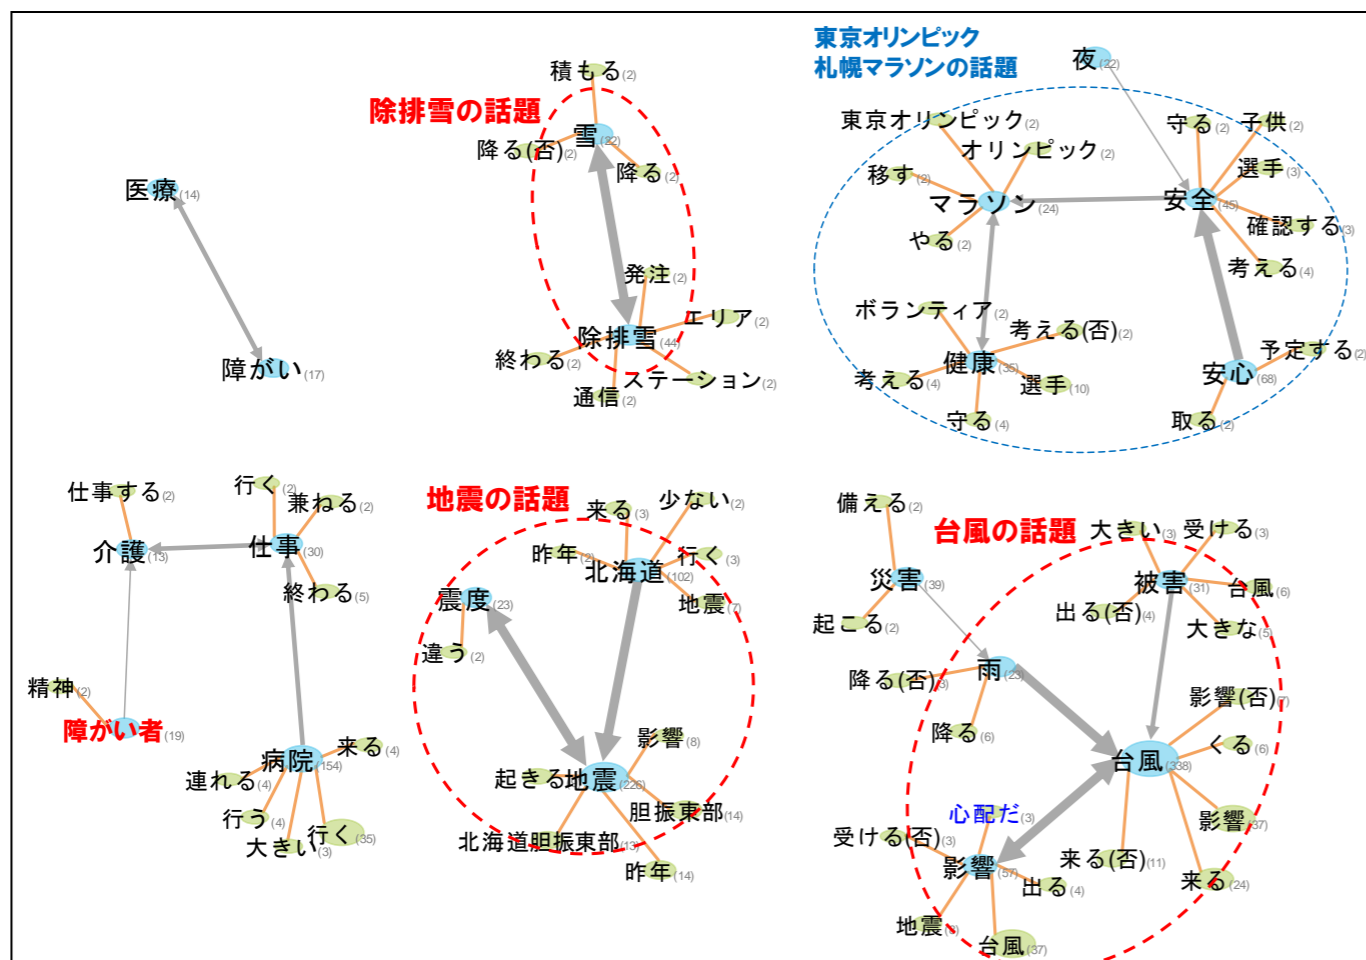 東京オリンピック
札幌マラソンの話題
夜(22)
積もる(2)
除排雪の話題
雪(22)
降る(否)(2)
降る(2)
東京オリンピック(2)
オリンピック(2)
移す(2)
マラソン(24)
やる(2)
守る(2)
子供(2)
選手(3)
安全(45)
確認する(3)
考える(4)
医療(14)
障がい(17)
発注(2)
エリア(2)
除排雪(44)
終わる(2)
ステーション(2)
通信(2)
ボランティア(2)
考える(否)(2)
健康(35)
考える(4)
選手(10)
守る(4)
予定する(2)
安心(68)
取る(2)
仕事する(2)
行く(2)
兼ねる(2)
介護(13)
仕事(30)
終わる(5)
精神(2)
障がい者(19)
病院(154)
来る(4)
連れる(4)
行う(4)
大きい(3)
行く(35)
地震の話題
来る(3)
少ない(2)
昨年(2)
北海道(102)
行く(3)
地震(7)
震度(23)
違う(2)
影響(8)
起きる
地震(226)
胆振東部(14)
北海道胆振東部(13)
昨年(14)
備える(2)
台風の話題
大きい(3)
受ける(3)
災害(39)
被害(31)
台風(6)
出る(否)(4)
大きな(5)
起こる(2)
雨(23)
降る(否)(3)
降る(6)
影響(否)(7)
くる(6)
台風(338)
心配だ(3)
影響(37)
受ける(否)(3)
来る(否)(11)
影響(57)
出る(4)
来る(24)
地震
台風(37)